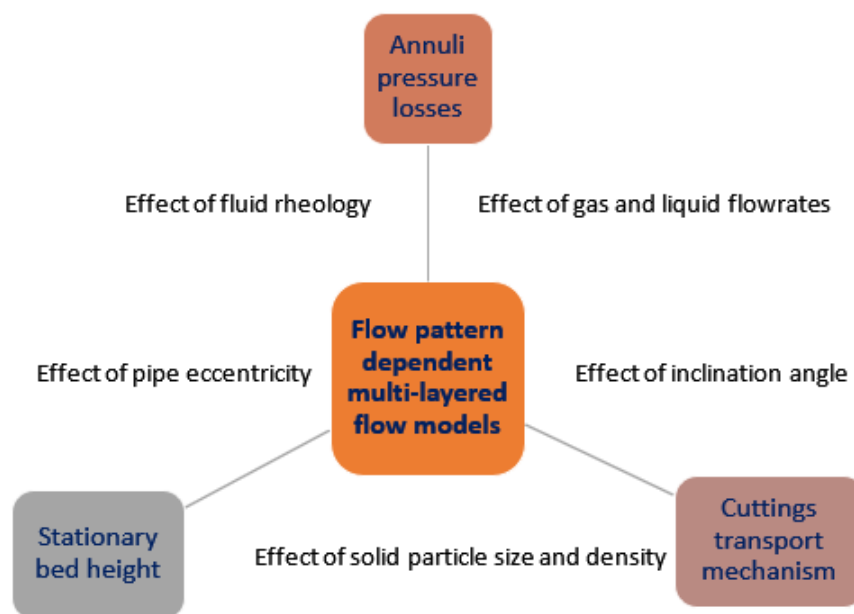 Annuli
pressure
losses
Effect of fluid rheology
Effect of gas and liquid flowrates
Flow pattern
dependent
multi-layered
flow models
Effect of pipe eccentricity
Effect of inclination angle
Stationary
bed height
Effect of solid particle size and density
Cuttings
transport
mechanism